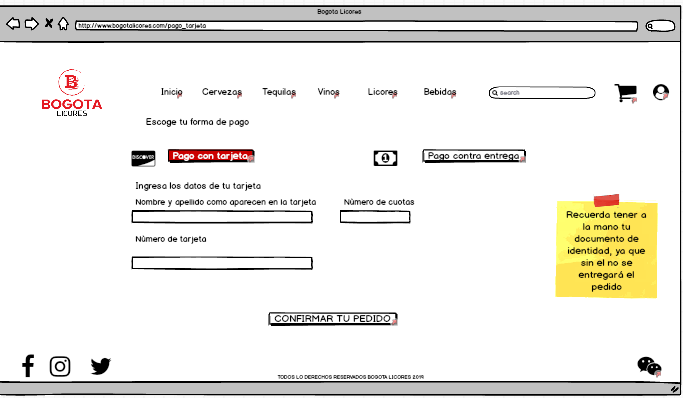 Bogota Licores
http://www.bogotalicores.com/pago_tarjeta
BOGOTA
LICORES
Inicio Cervezas Tequilas Vinos Licores Bebidas search
Escoge tu forma de pago
DISCOVER Pago con tarjeta 1 Pago contra entrega
Ingresa los datos de tu tarjeta
Nombre y apellido como aparecen en la tarjeta Número de cuotas
Número de tarjeta
Recuerda tener a
la mano tu
documento de
identidad, ya que
sin el no se
entregará el
pedido
CONFIRMAR TU PEDIDO
TODOS LO DERECHOS RESERVADOS BOGOTA LICORES 2019